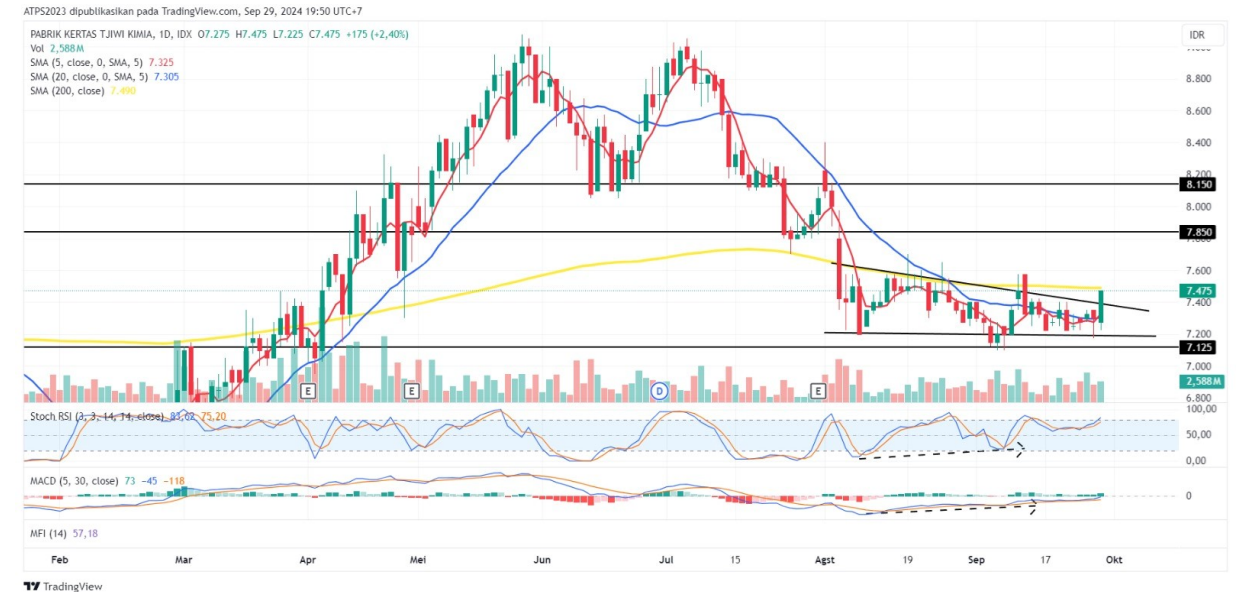 ATPS2023 dipublikasikan pada TradingView.com, Sep 29, 2024 19:50 UTC+7
PABRIK KERTAS TJIWI KIMIA, 1D, IDX O7.275 H7.475 L7.225 C7.475 +175 (+2,40%)
IDR
Vol 2,588M
SMA (5, close, 0, SMA, 5) 7.325
SMA (20, close, 0, SMA, 5) 7.305
SMA (200, close) 7.490
8.800
8.600
8.400
8.200
8.150
8.000
7.850
7.600
7.475
7.400
7.200
7.125
7.000
2,588M
6.800
E
E
D
E
Stoch RSI (3, 3, 14, 14, close) 83,62 75,20
100,00
50,00
0,00
MACD (5, 30, close) 73 −45 −118
0
MFI (14) 57,18
Feb Mar Apr Mei Jun Jul 15 Agst 19 Sep 17 Okt
TradingView